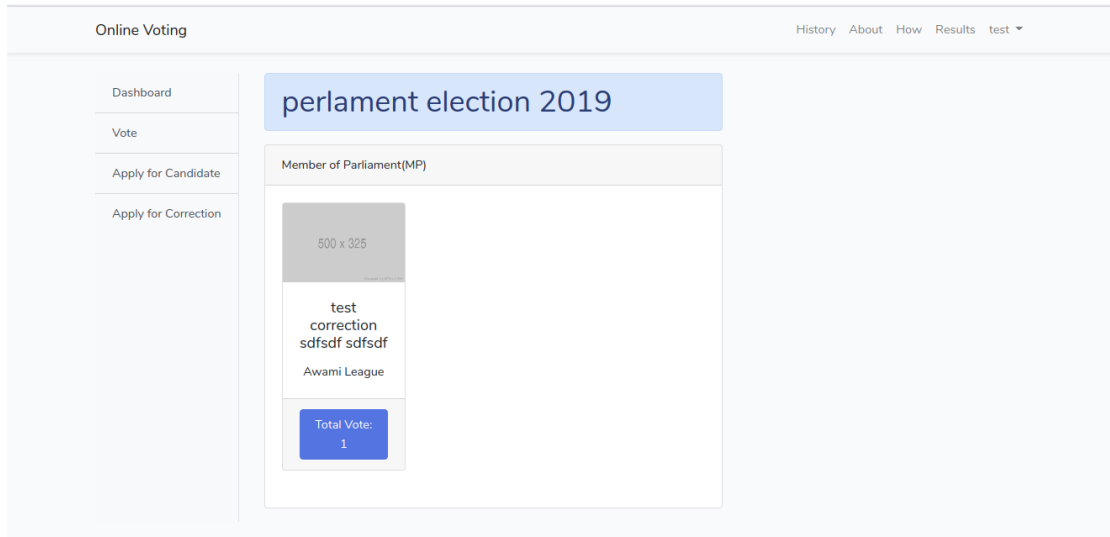 Online Voting
History About How Results test
Dashboard
Vote
Apply for Candidate
Apply for Correction
perlament election 2019
Member of Parliament(MP)
500 x 325
test
correction
sdfsdf sdfsdf
Awami League
Total Vote:
1